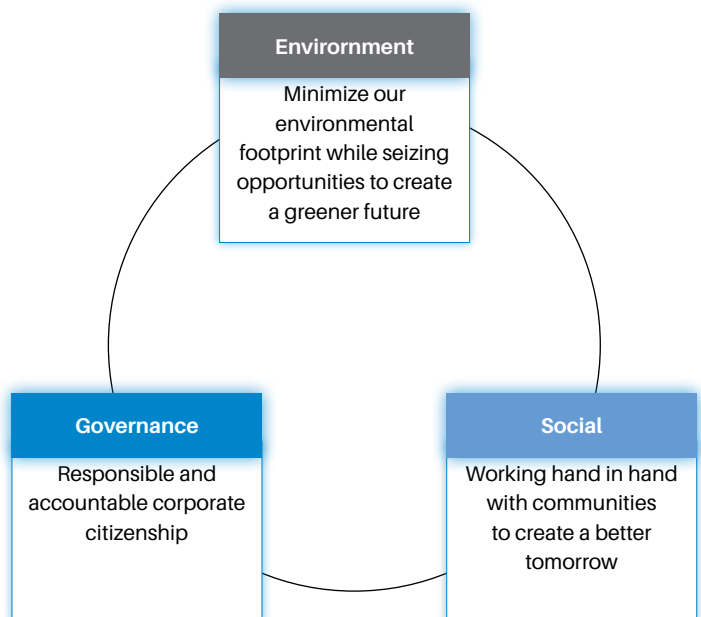 Envirornment
Minimize our
environmental
footprint while seizing
opportunities to create
a greener future
Governance
Responsible and
accountable corporate
citizenship
Social
Working hand in hand
with communities
to create a better
tomorrow